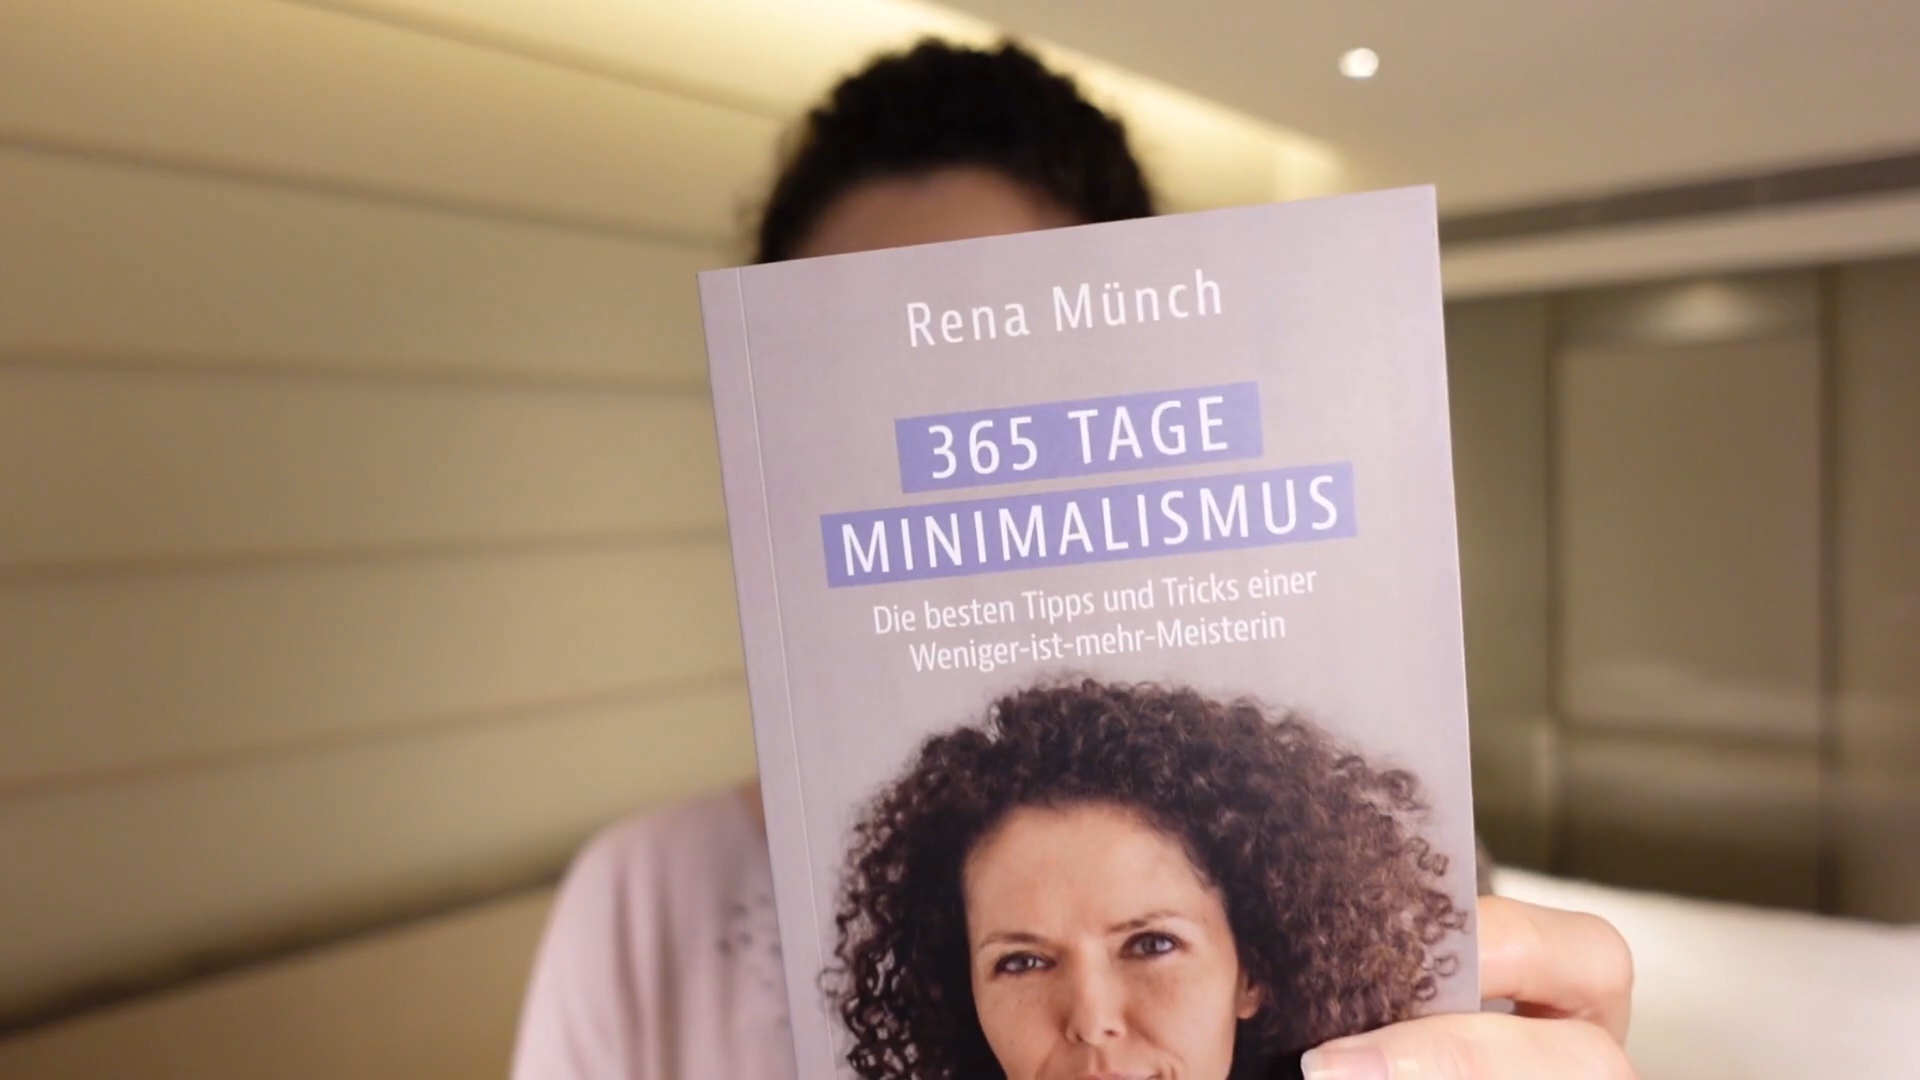 Rena Münch
365 TAGE
MINIMALISMUS
Die besten Tipps und Tricks einer
Weniger-ist-mehr-Meisterin